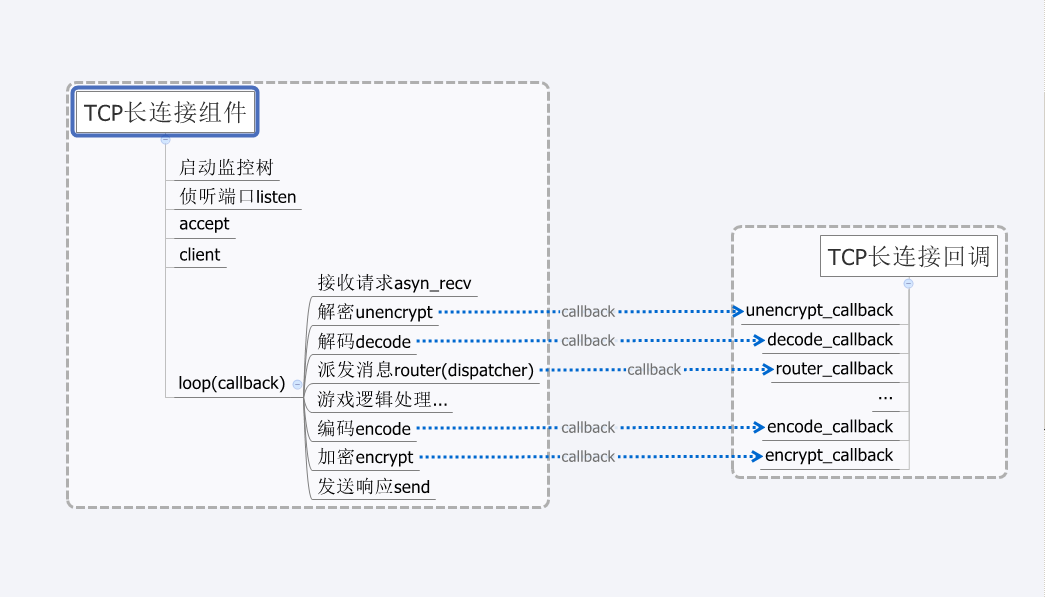 TCP长连接组件
启动监控树
侦听端口listen
accept
client
loop(callback)
接收请求asyn_recv
解密unencrypt
解码decode
派发消息router(dispatcher)
游戏逻辑处理...
编码encode
加密encrypt
发送响应send
callback
callback
callback
callback
callback
TCP长连接回调
unencrypt_callback
decode_callback
router_callback
...
encode_callback
encrypt_callback